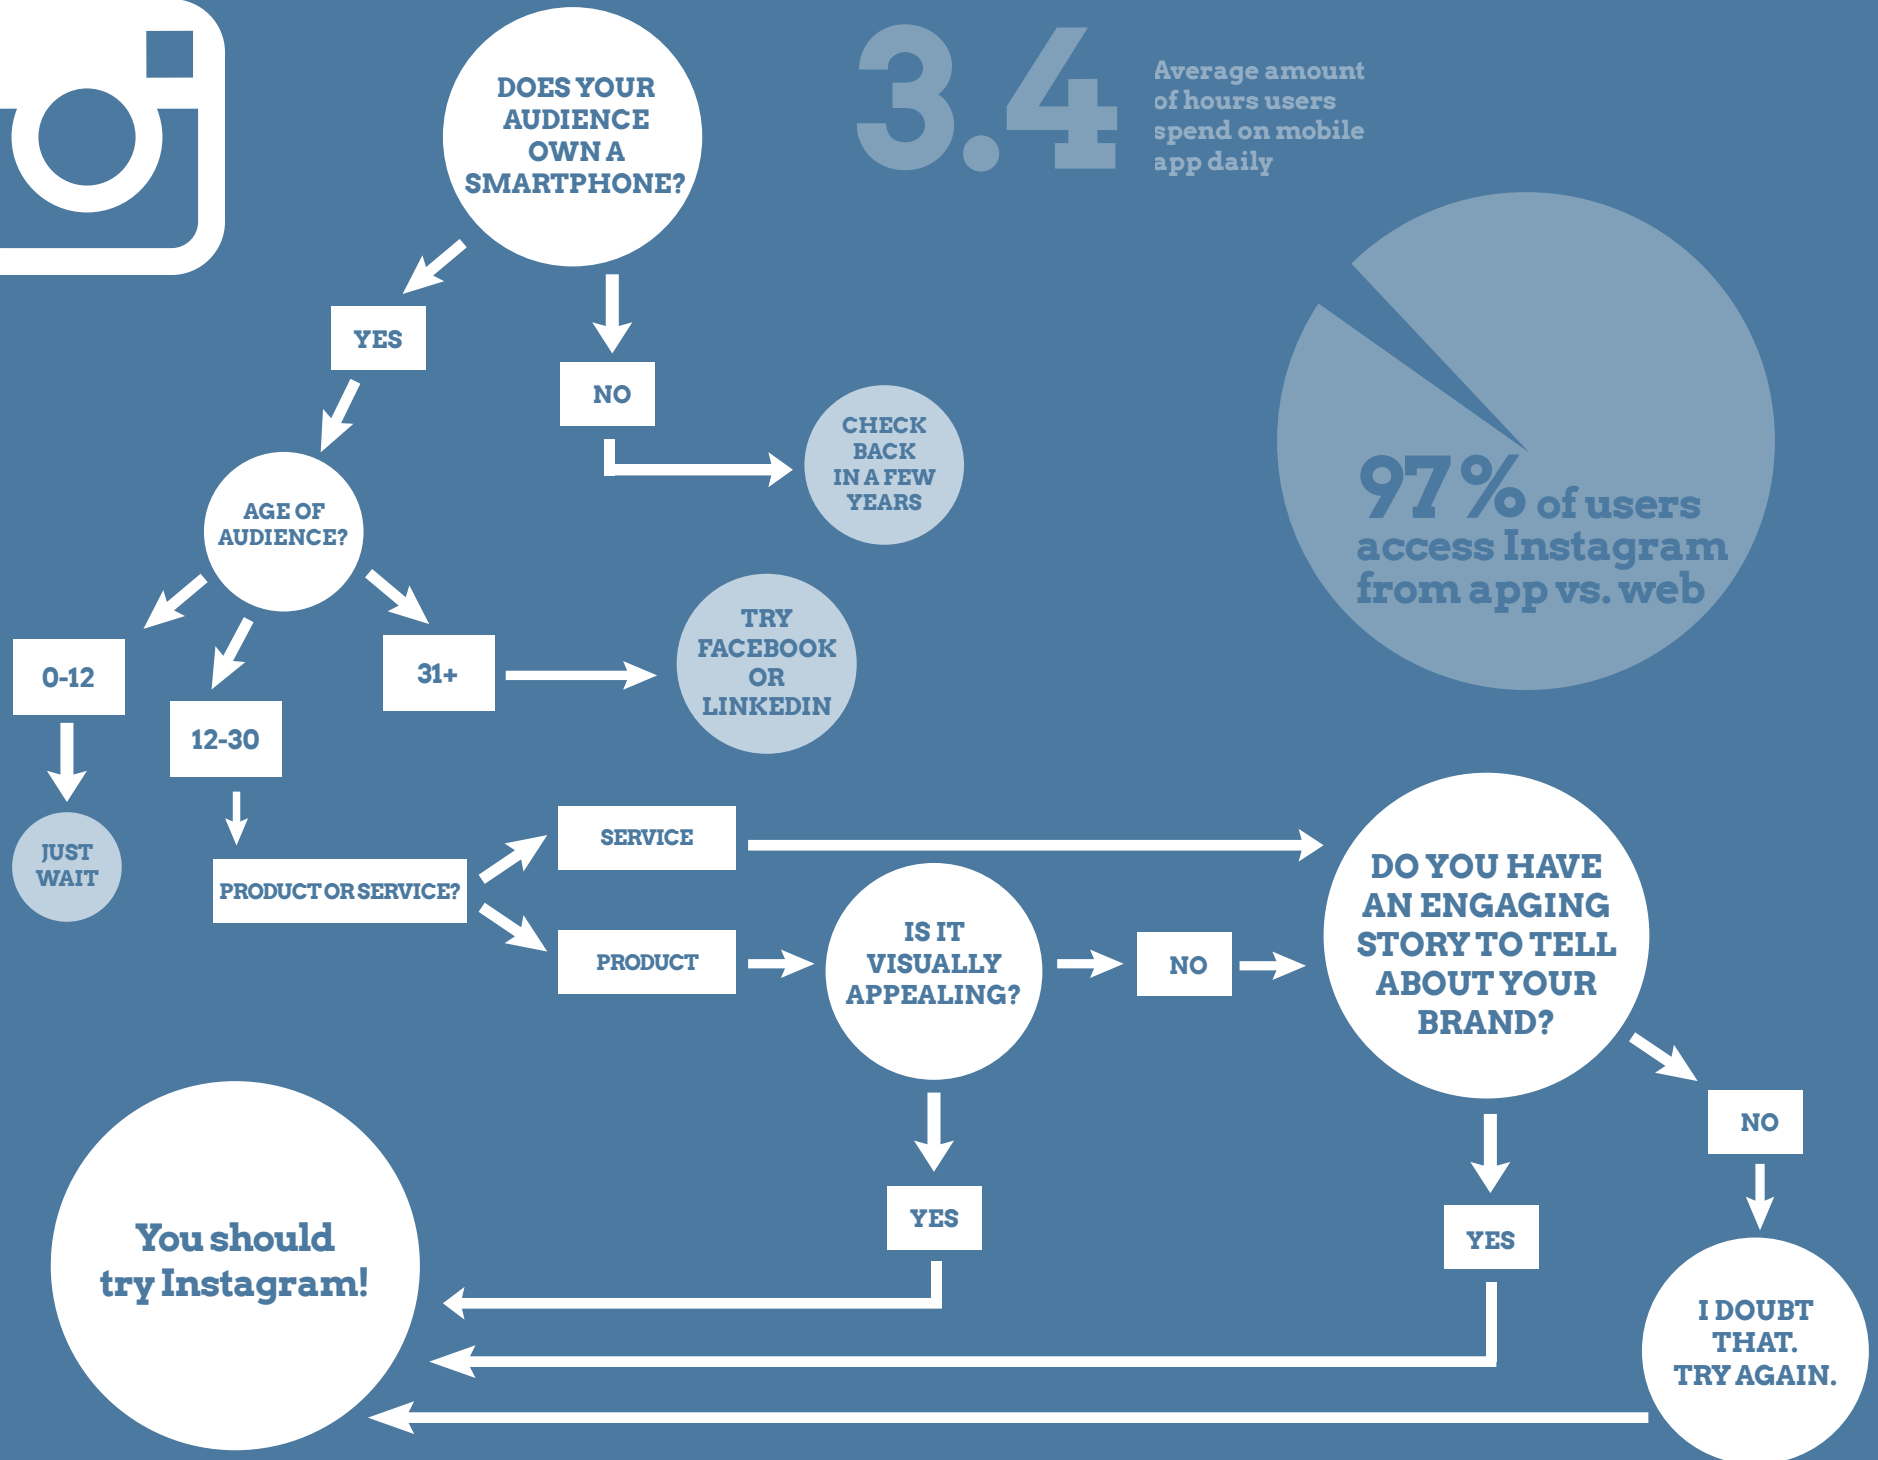 DOES YOUR
AUDIENCE
OWN A
SMARTPHONE?
3.4
Average amount
of hours users
spend on mobile
app daily
YES
NO
CHECK
BACK
IN A FEW
YEARS
97% of users
access Instagram
from app vs. web
AGE OF
AUDIENCE?
0-12
12-30
31+
TRY
FACEBOOK
OR
LINKEDIN
JUST
WAIT
PRODUCT OR SERVICE?
SERVICE
PRODUCT
IS IT
VISUALLY
APPEALING?
NO
DO YOU HAVE
AN ENGAGING
STORY TO TELL
ABOUT YOUR
BRAND?
NO
YES
YES
You should
try Instagram!
I DOUBT
THAT.
TRY AGAIN.